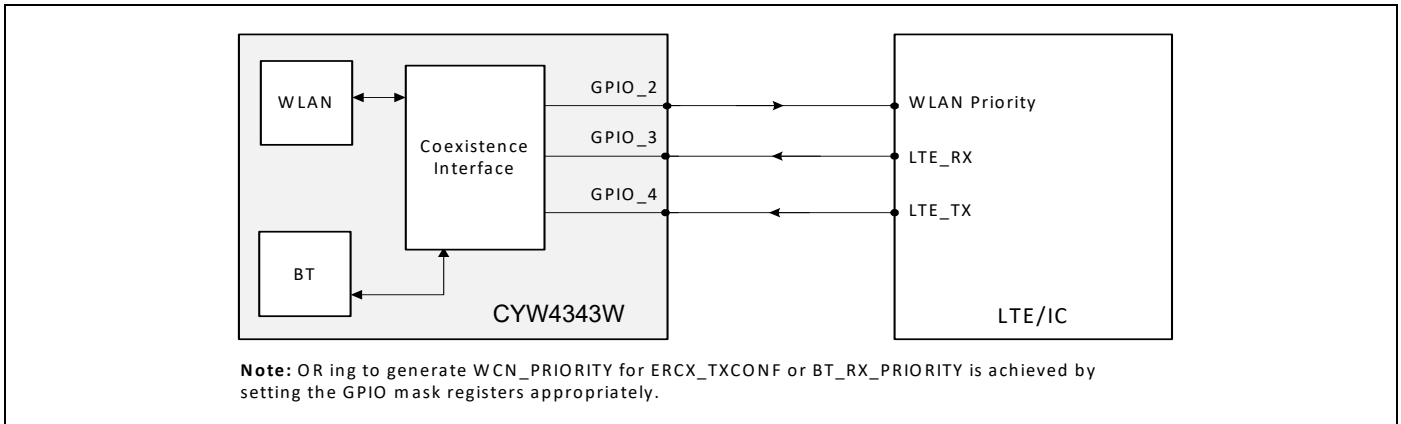 WLAN
BT
Coexistence
Interface
GPIO_2
GPIO_3
GPIO_4
CYW4343W
WLAN Priority
LTE_RX
LTE_TX
LTE/IC
Note: OR ing to generate WCN_PRIORITY for ERCX_TXCONF or BT_RX_PRIORITY is achieved by
setting the GPIO mask registers appropriately.